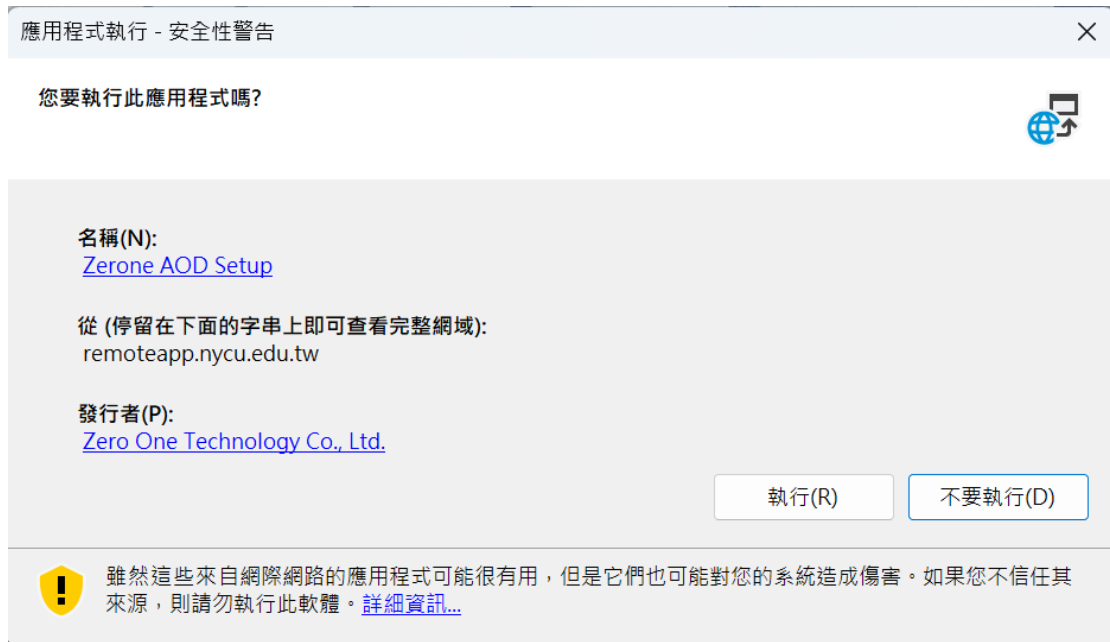 應用程式執行 - 安全性警告
您要執行此應用程式嗎?
名稱(N):
Zerone AOD Setup
從 (停留在下面的字串上即可查看完整網域):
remoteapp.nycu.edu.tw
發行者(P):
Zero One Technology Co., Ltd.
執行(R)
不要執行(D)
雖然這些來自網際網路的應用程式可能很有用，但是它們也可能對您的系統造成傷害。如果您不信任其
來源，則請勿執行此軟體。詳細資訊...